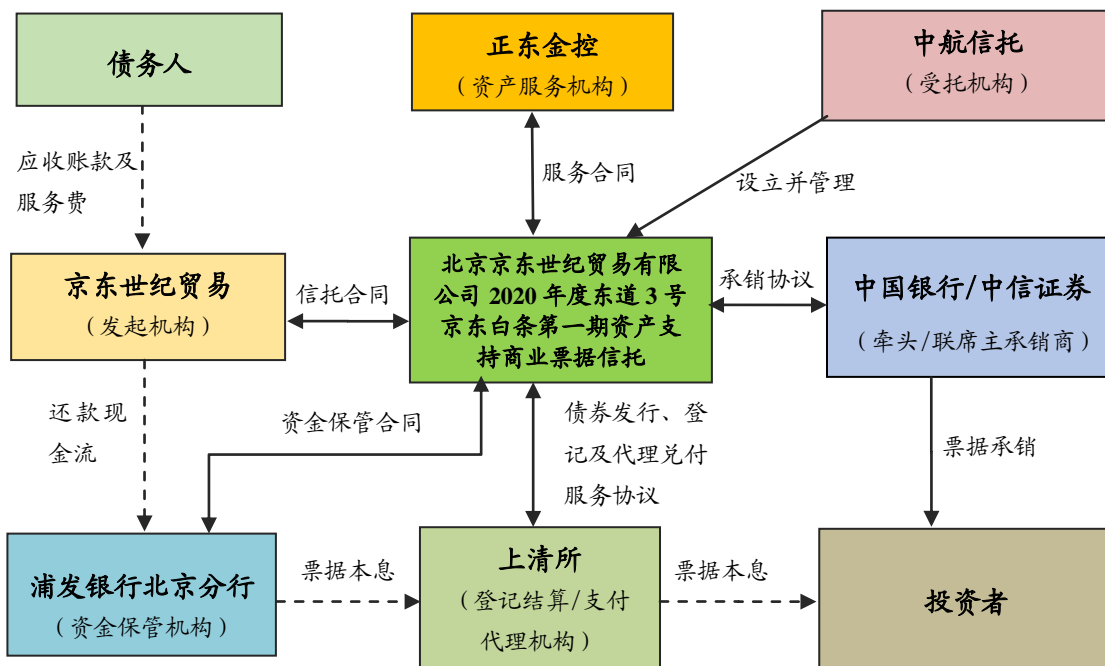 债务人
正东金控
（资产服务机构）
中航信托
（受托机构）
应收账款及
服务费
服务合同
设立并管理
京东世纪贸易
（发起机构）
信托合同
北京京东世纪贸易有限
公司 2020 年度东道 3 号
京东白条第一期资产支
持商业票据信托
承销协议
中国银行/中信证券
（牵头/联席主承销商）
还款现
金流
资金保管合同
债券发行、登
记及代理兑付
服务协议
票据承销
浦发银行北京分行
（资金保管机构）
票据本息
上清所
（登记结算/支付
代理机构）
票据本息
投资者